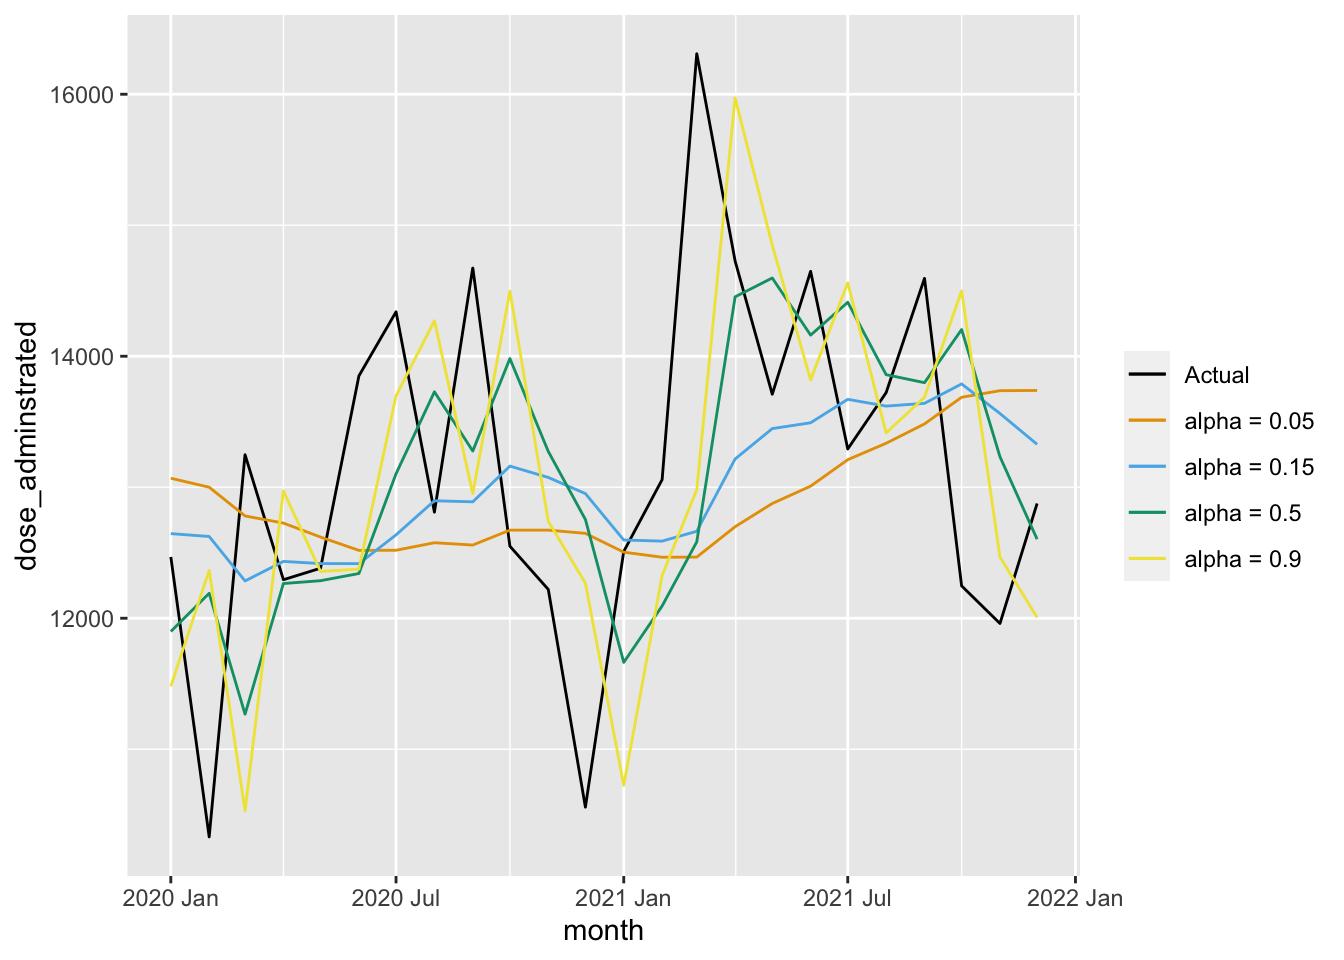 dose_adminstrated
16000
14000
12000
2020 Jan
2020 Jul
2021 Jan
2021 Jul
2022 Jan
month
Actual
alpha = 0.05
alpha = 0.15
alpha = 0.5
alpha = 0.9